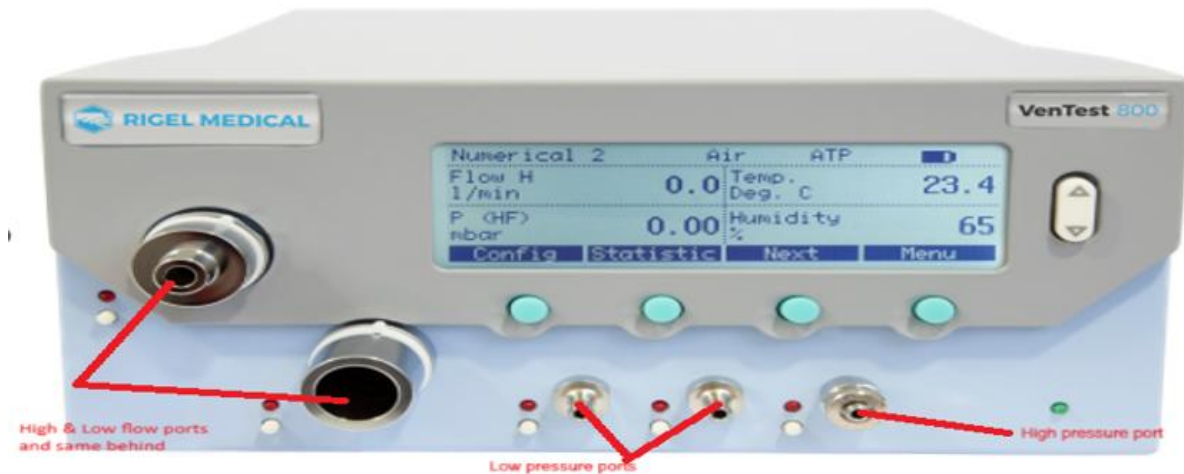 RIGEL MEDICAL
VenTest 800
Numerical 2 Air ATP
Flow H l/min 0.0 Temp. Deg. C 23.4
P (HF) mbar 0.00 Humidity % 65
Config Statistic Next Menu
High & Low flow ports
and same behind
Low pressure ports
High pressure port